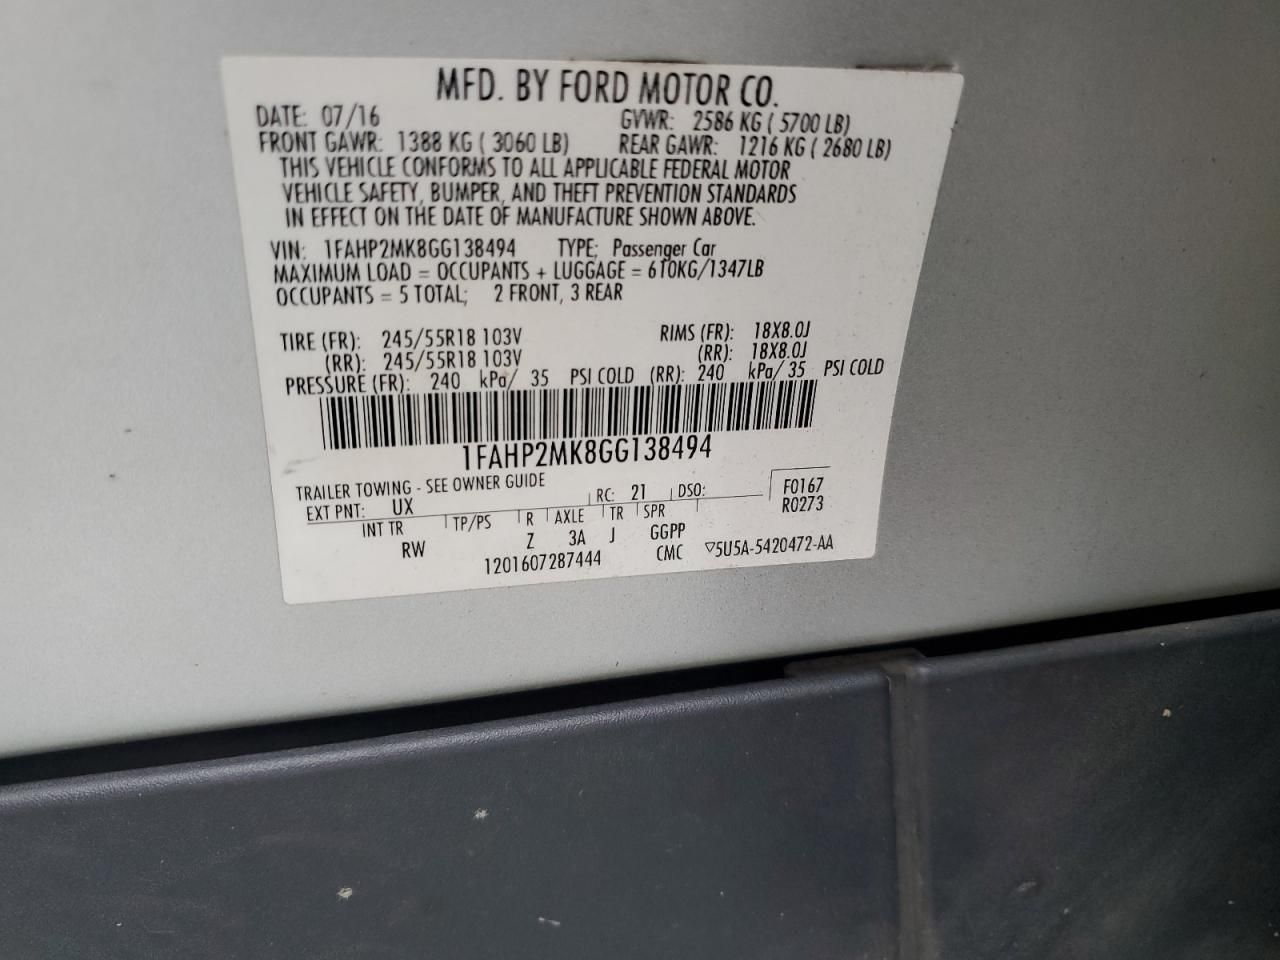 MFD. BY FORD MOTOR CO.
DATE: 07/16 GVWR: 2586 KG ( 5700 LB)
FRONT GAWR: 1388 KG ( 3060 LB) REAR GAWR: 1216 KG ( 2680 LB)
THIS VEHICLE CONFORMS TO ALL APPLICABLE FEDERAL MOTOR
VEHICLE SAFETY, BUMPER, AND THEFT PREVENTION STANDARDS
IN EFFECT ON THE DATE OF MANUFACTURE SHOWN ABOVE.
VIN: 1FAHP2MK8GG138494 TYPE: Passenger Car
MAXIMUM LOAD = OCCUPANTS + LUGGAGE = 610KG/1347LB
OCCUPANTS = 5 TOTAL; 2 FRONT, 3 REAR
TIRE (FR): 245/55R18 103V RIMS (FR): 18X8.0J
(RR): 245/55R18 103V (RR): 18X8.0J
PRESSURE (FR): 240 kPa/ 35 PSI COLD (RR): 240 kPa/ 35 PSI COLD
1FAHP2MK8GG138494
TRAILER TOWING - SEE OWNER GUIDE
EXT PNT: UX RC: 21 DSO: F0167
R0273
INT TR TP/PS R AXLE TR SPR
RW Z 3A J GGPP
1201607287444 CMC ▽5U5A-5420472-AA